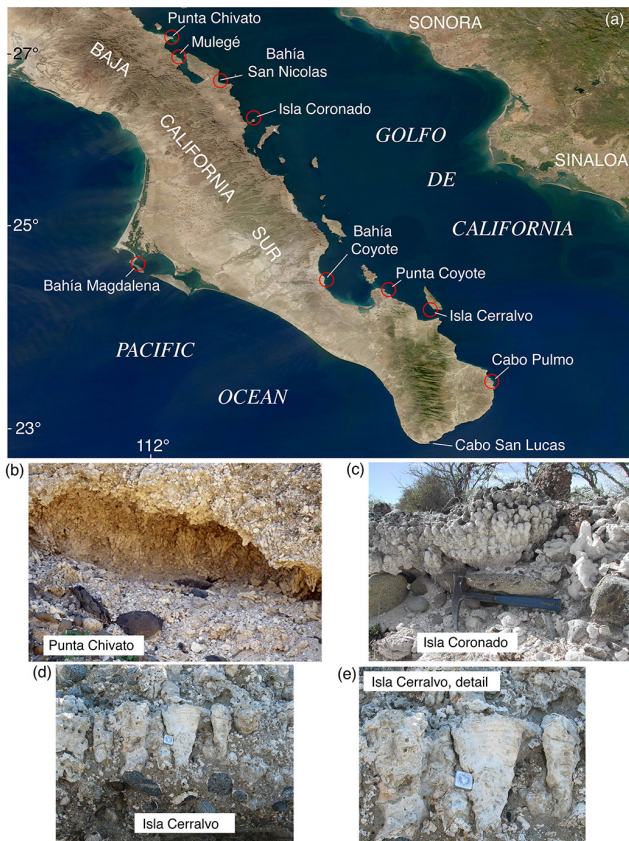 (a)
SONORA
Punta Chivato
Mulegé
27°
Bahía
San Nicolas
BAJA
Isla Coronado
GOLFO
CALIFORNIA
SINALOA
DE
25°
CALIFORNIA
SUR
Bahía
Coyote
Punta Coyote
Bahía Magdalena
Isla Cerralvo
PACIFIC
Cabo Pulmo
OCEAN
23°
112°
Cabo San Lucas
(b)
Punta Chivato
(c)
Isla Coronado
(d)
Isla Cerralvo
(e)
Isla Cerralvo, detail